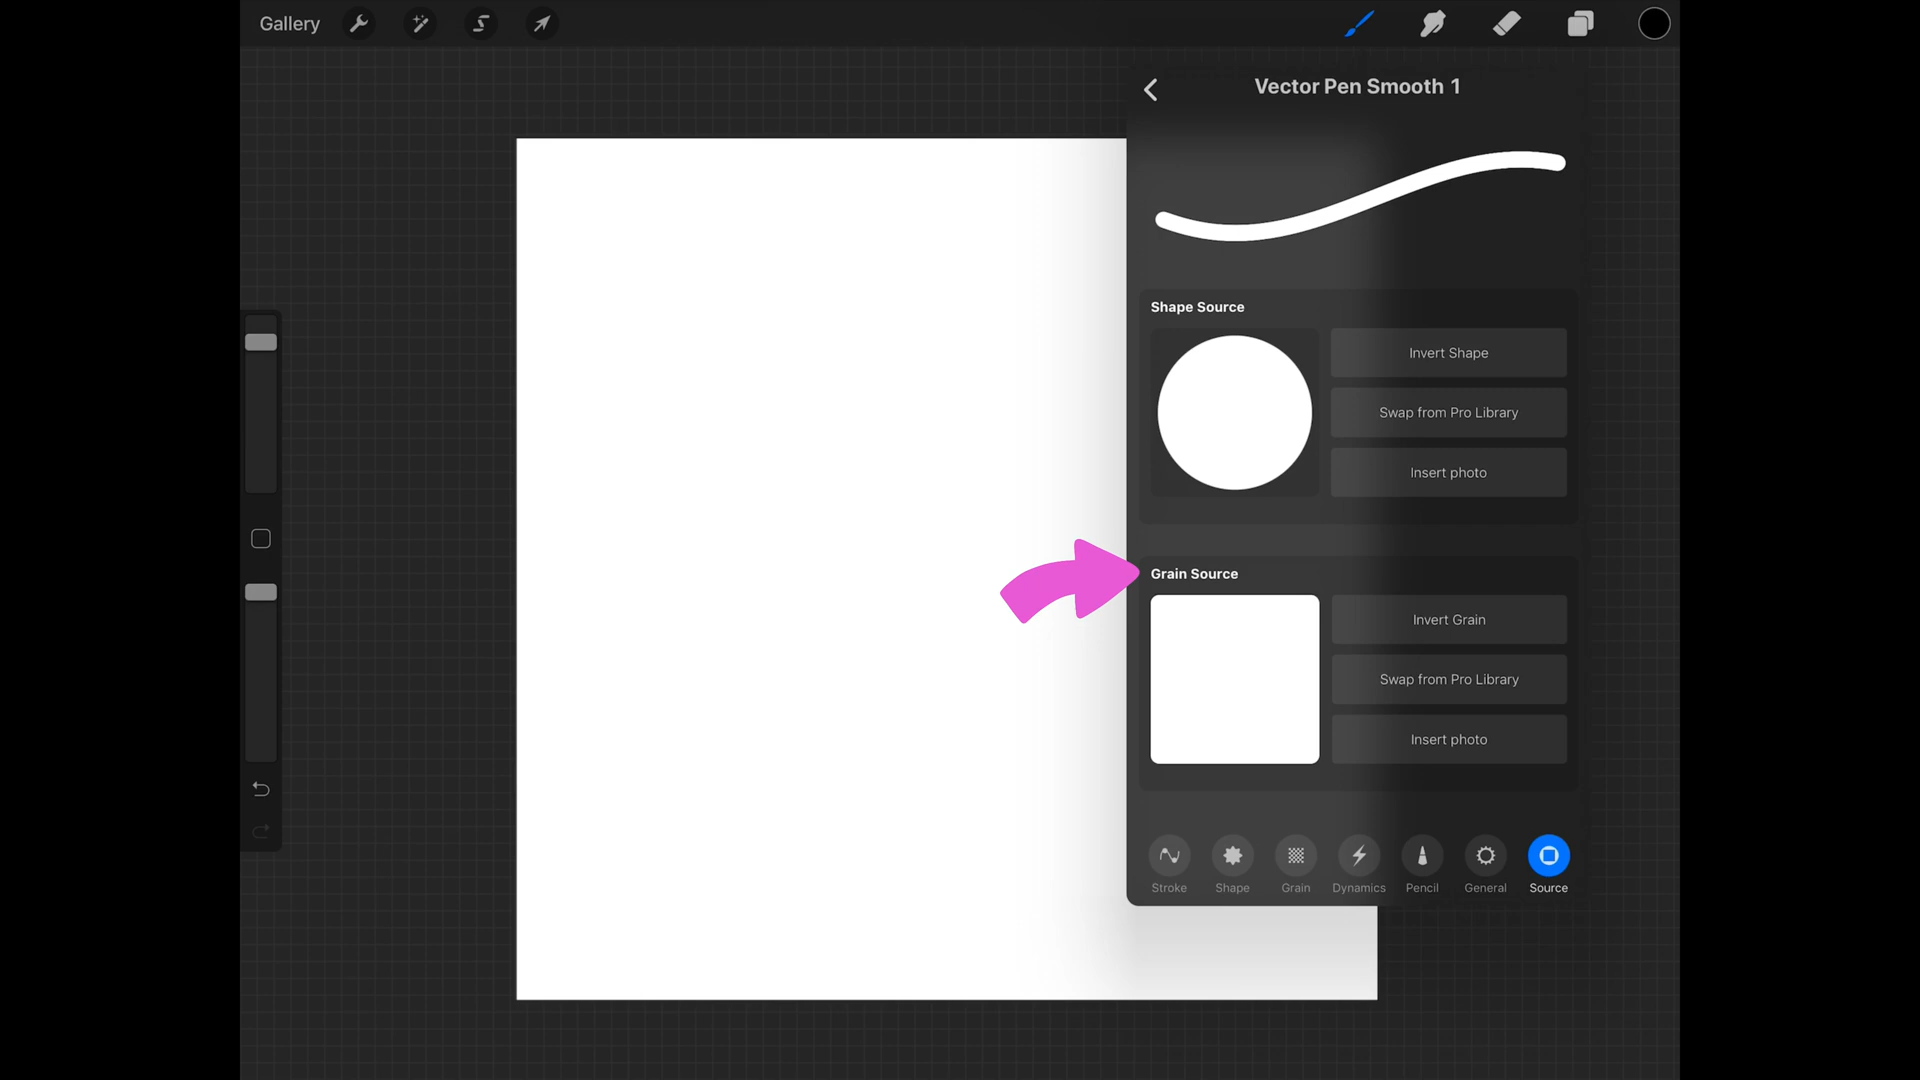 Gallery
Vector Pen Smooth 1
Shape Source
Invert Shape
Swap from Pro Library
Insert photo
Grain Source
Invert Grain
Swap from Pro Library
Insert photo
Stroke Shape Grain Dynamics Pencil General Source